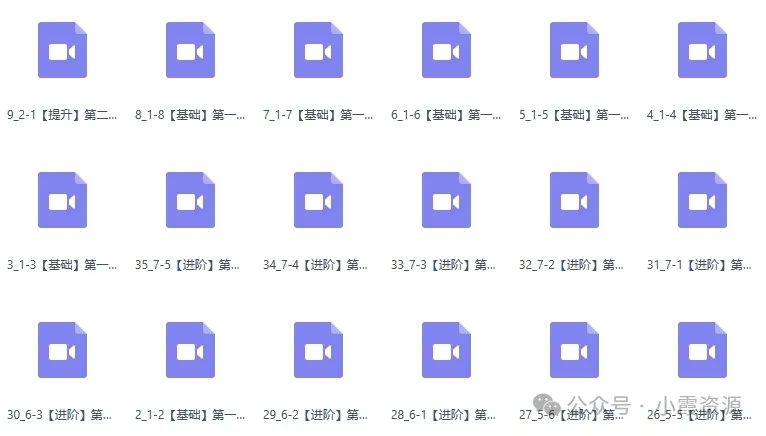 9_2-1【提升】第二... 8_1-8【基础】第一... 7_1-7【基础】第一... 6_1-6【基础】第一... 5_1-5【基础】第一... 4_1-4【基础】第一...
3_1-3【基础】第一... 35_7-5【进阶】第... 34_7-4【进阶】第... 33_7-3【进阶】第... 32_7-2【进阶】第... 31_7-1【进阶】第...
30_6-3【进阶】第... 2_1-2【基础】第一... 29_6-2【进阶】第... 28_6-1【进阶】第... 27_5-6【进阶】第... 26_5-5【进阶】第...
公众号 · 小霞资源